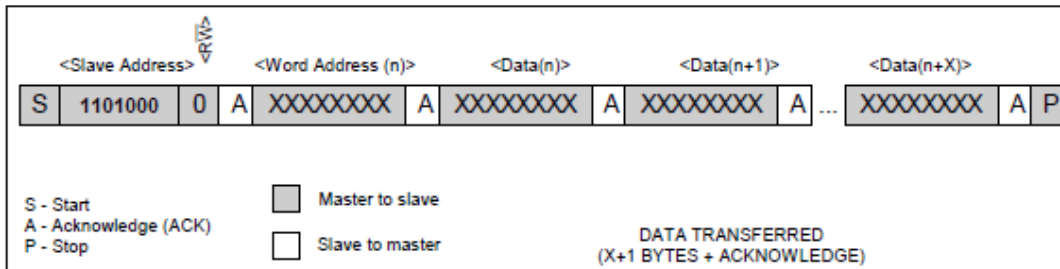 <RW>
<Slave Address> <Word Address (n)> <Data(n)> <Data(n+1)> <Data(n+X)>
S 1101000 0 A XXXXXXXX A XXXXXXXX A XXXXXXXX A ... XXXXXXXX A P
S - Start
A - Acknowledge (ACK)
P - Stop
Master to slave
Slave to master
DATA TRANSFERRED
(X+1 BYTES + ACKNOWLEDGE)